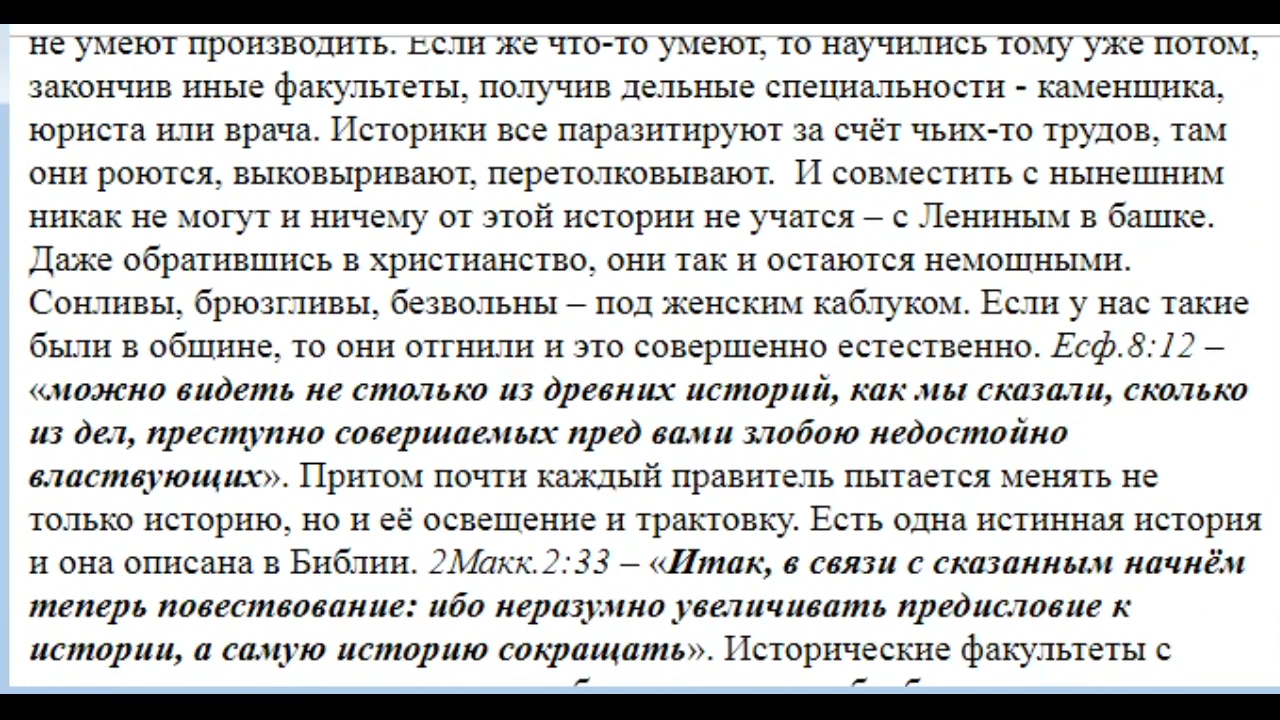 не умеют производить. Если же что-то умеют, то научились тому уже потом,
закончив иные факультеты, получив дельные специальности - каменщика,
юриста или врача. Историки все паразитируют за счёт чьих-то трудов, там
они роются, выковыривают, перетолковывают.  И совместить с нынешним
никак не могут и ничему от этой истории не учатся – с Лениным в башке.
Даже обратившись в христианство, они так и остаются немощными.
Сонливы, брюзгливы, безвольны – под женским каблуком. Если у нас такие
были в общине, то они отгнили и это совершенно естественно. Есф.8:12 –
«можно видеть не столько из древних историй, как мы сказали, сколько
из дел, преступно совершаемых пред вами злобою недостойно
властвующих». Притом почти каждый правитель пытается менять не
только историю, но и её освещение и трактовку. Есть одна истинная история
и она описана в Библии. 2Макк.2:33 – «Итак, в связи с сказанным начнём
теперь повествование: ибо неразумно увеличивать предисловие к
истории, а самую историю сокращать». Исторические факультеты с